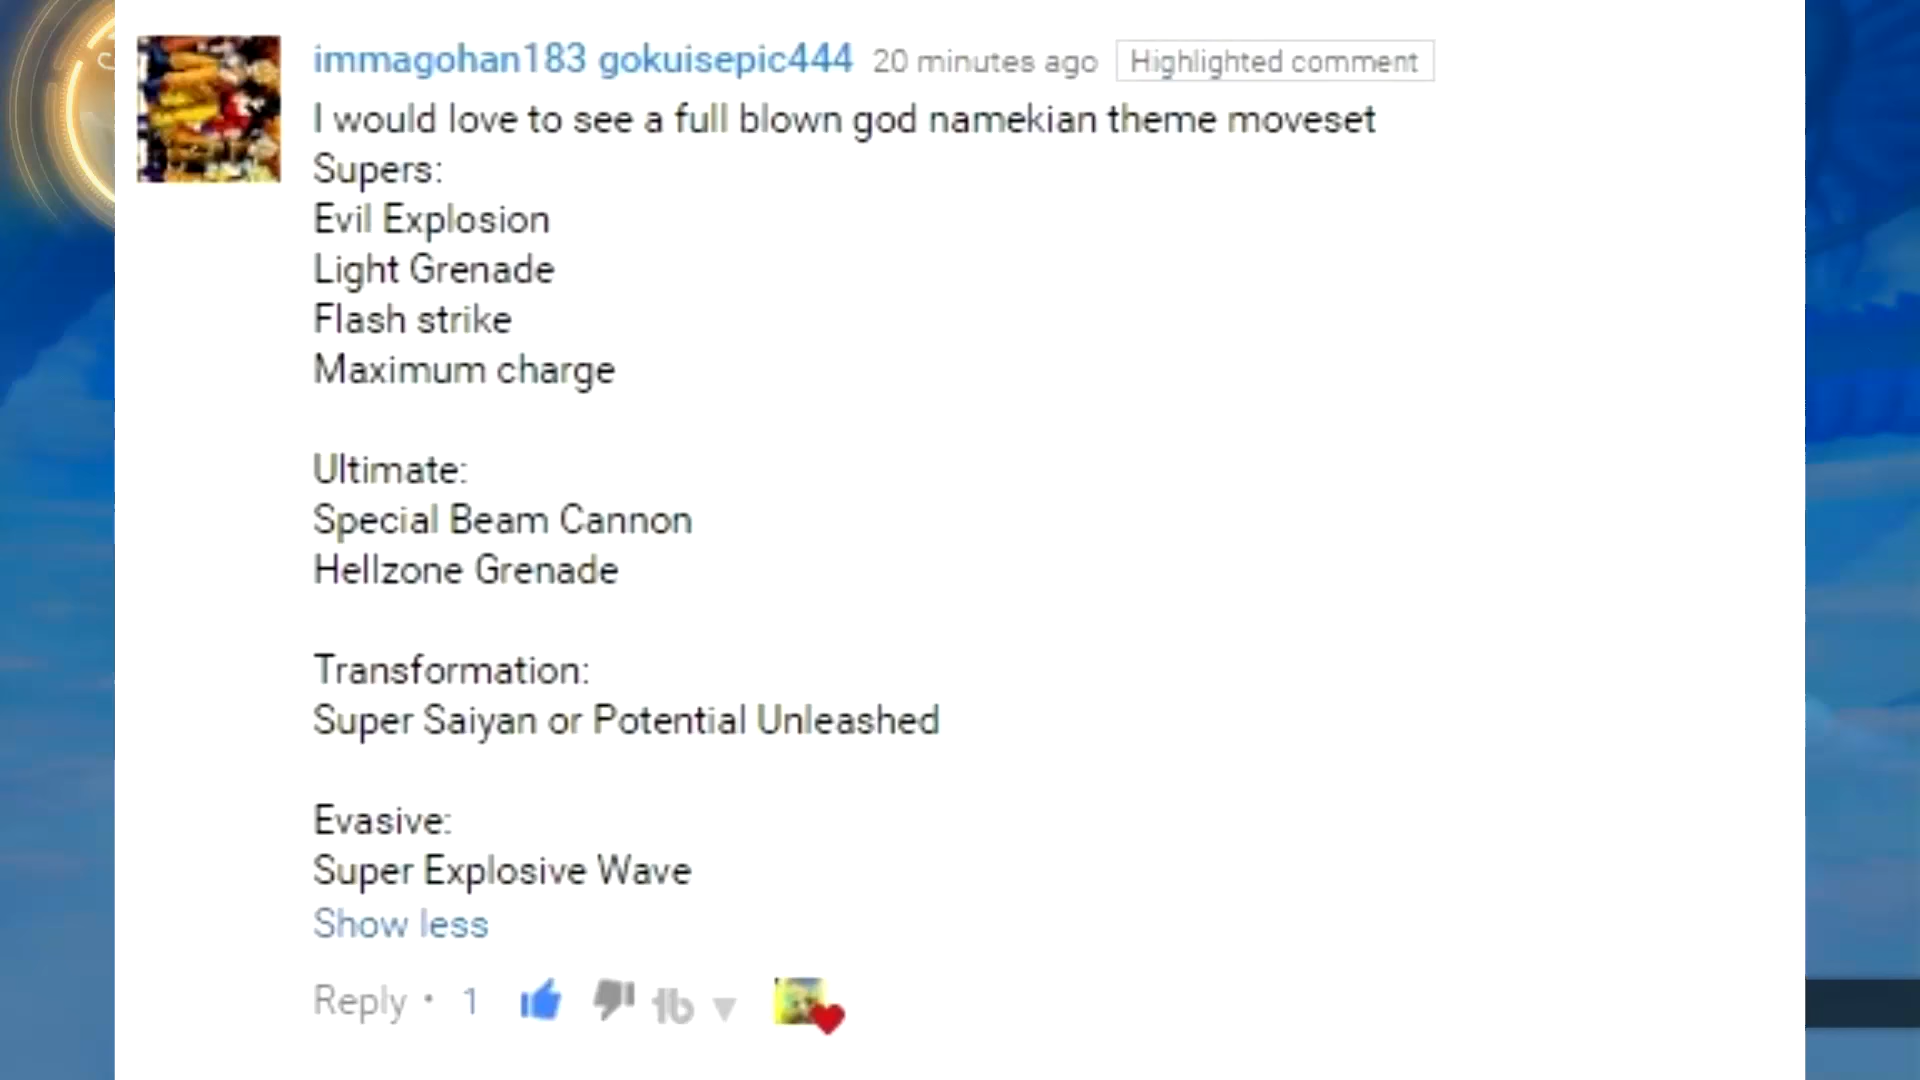 immagohan183 gokuisepic444 20 minutes ago Highlighted comment
I would love to see a full blown god namekian theme moveset
Supers:
Evil Explosion
Light Grenade
Flash strike
Maximum charge
Ultimate:
Special Beam Cannon
Hellzone Grenade
Transformation:
Super Saiyan or Potential Unleashed
Evasive:
Super Explosive Wave
Show less
Reply • 1 tb